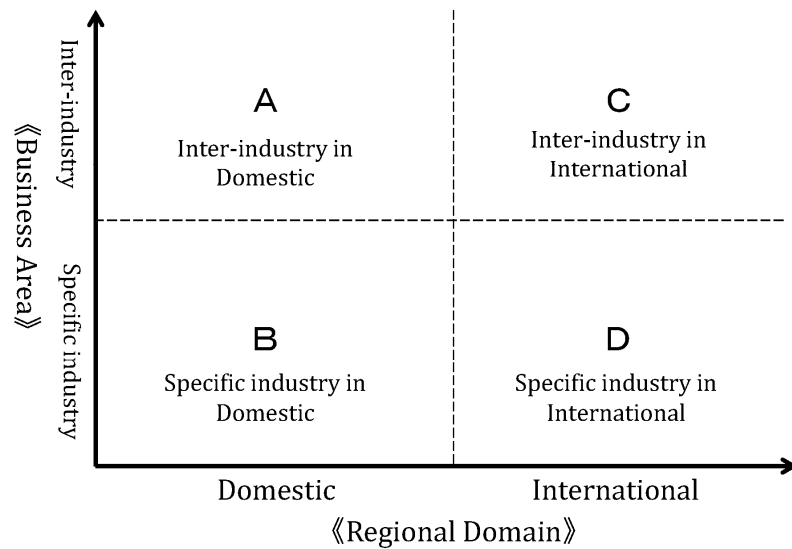 《Business Area》
Inter-industry
Specific industry
A
Inter-industry in
Domestic
C
Inter-industry in
International
B
Specific industry in
Domestic
D
Specific industry in
International
Domestic
International
《Regional Domain》